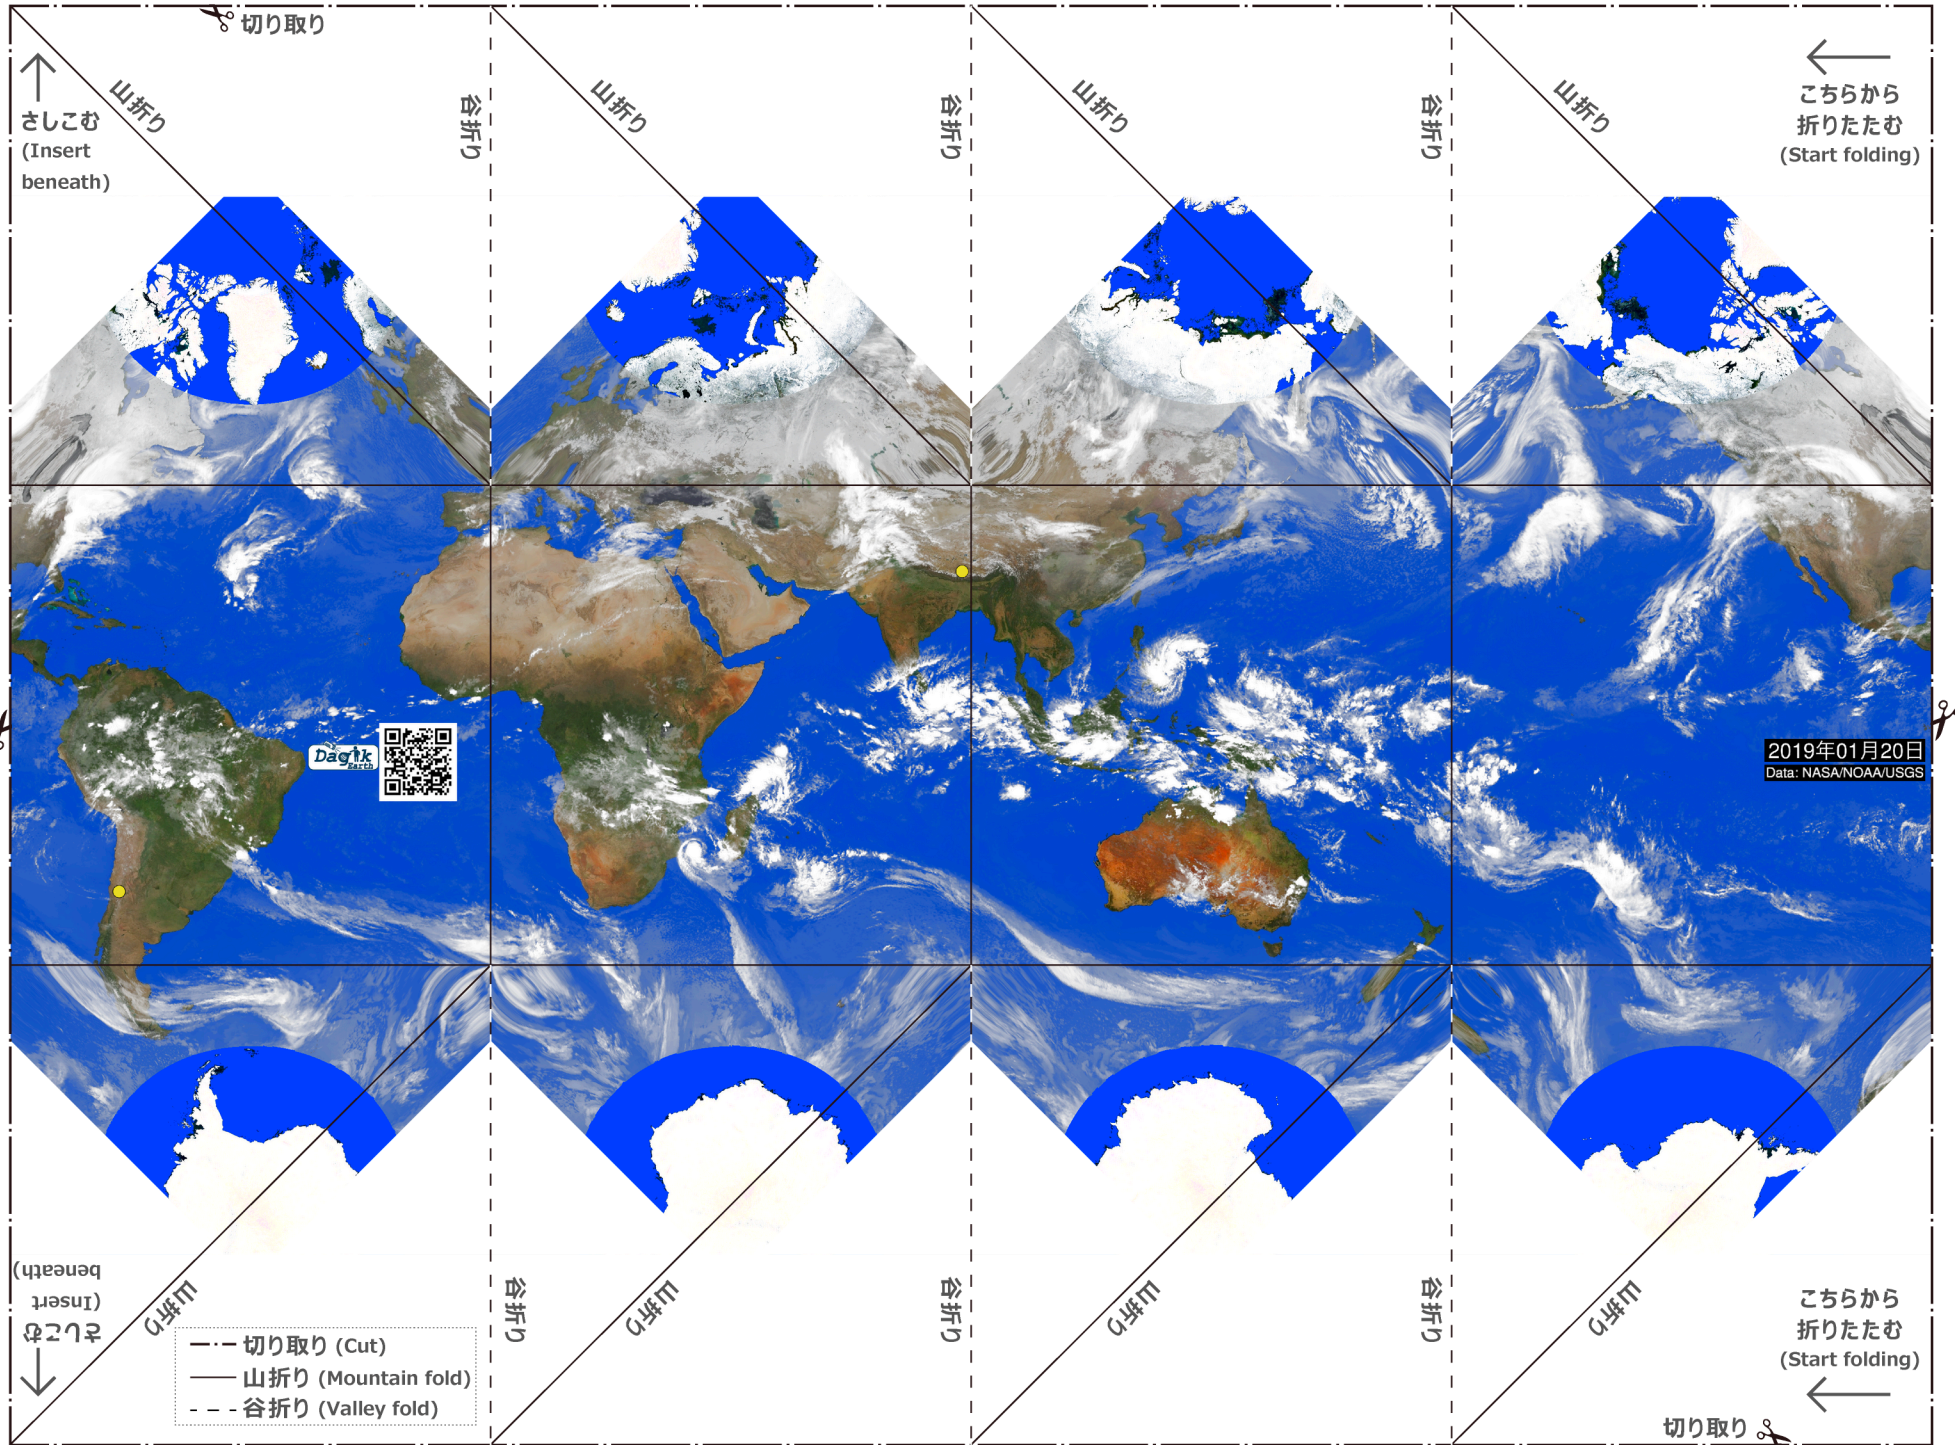 切り取り
さしこむ
(Insert
beneath)
山折り
谷折り
山折り
谷折り
山折り
谷折り
山折り
こちらから
折りたたむ
(Start folding)
Dagik
Earth
2019年01月20日
Data: NASA/NOAA/USGS
さしこむ
(Insert
beneath)
山折り
谷折り
山折り
谷折り
山折り
谷折り
山折り
こちらから
折りたたむ
(Start folding)
切り取り (Cut)
山折り (Mountain fold)
谷折り (Valley fold)
切り取り